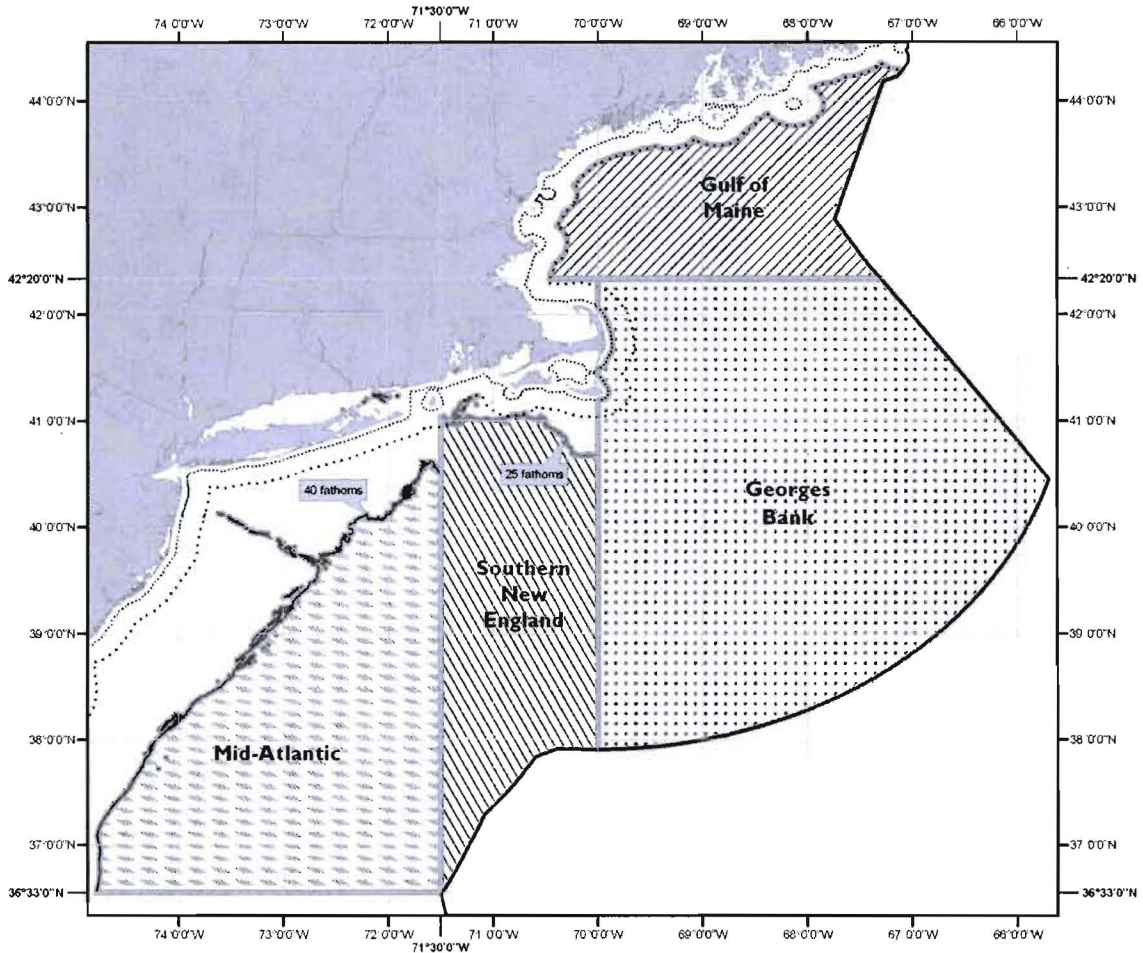 71°30'0"W
74°0'0"W 73°0'0"W 72°0'0"W 71°0'0"W 70°0'0"W 69°0'0"W 68°0'0"W 67°0'0"W 66°0'0"W
44°0'0"N 44°0'0"N
Gulf of
Maine
43°0'0"N 43°0'0"N
42°20'0"N 42°20'0"N
42°0'0"N 42°0'0"N
41°0'0"N 41°0'0"N
25 fathoms
40 fathoms
Georges
Bank
40°0'0"N 40°0'0"N
Southern
New
England
39°0'0"N 39°0'0"N
38°0'0"N 38°0'0"N
Mid-Atlantic
37°0'0"N 37°0'0"N
36°33'0"N 36°33'0"N
74°0'0"W 73°0'0"W 72°0'0"W 71°0'0"W 70°0'0"W 69°0'0"W 68°0'0"W 67°0'0"W 66°0'0"W
71°30'0"W